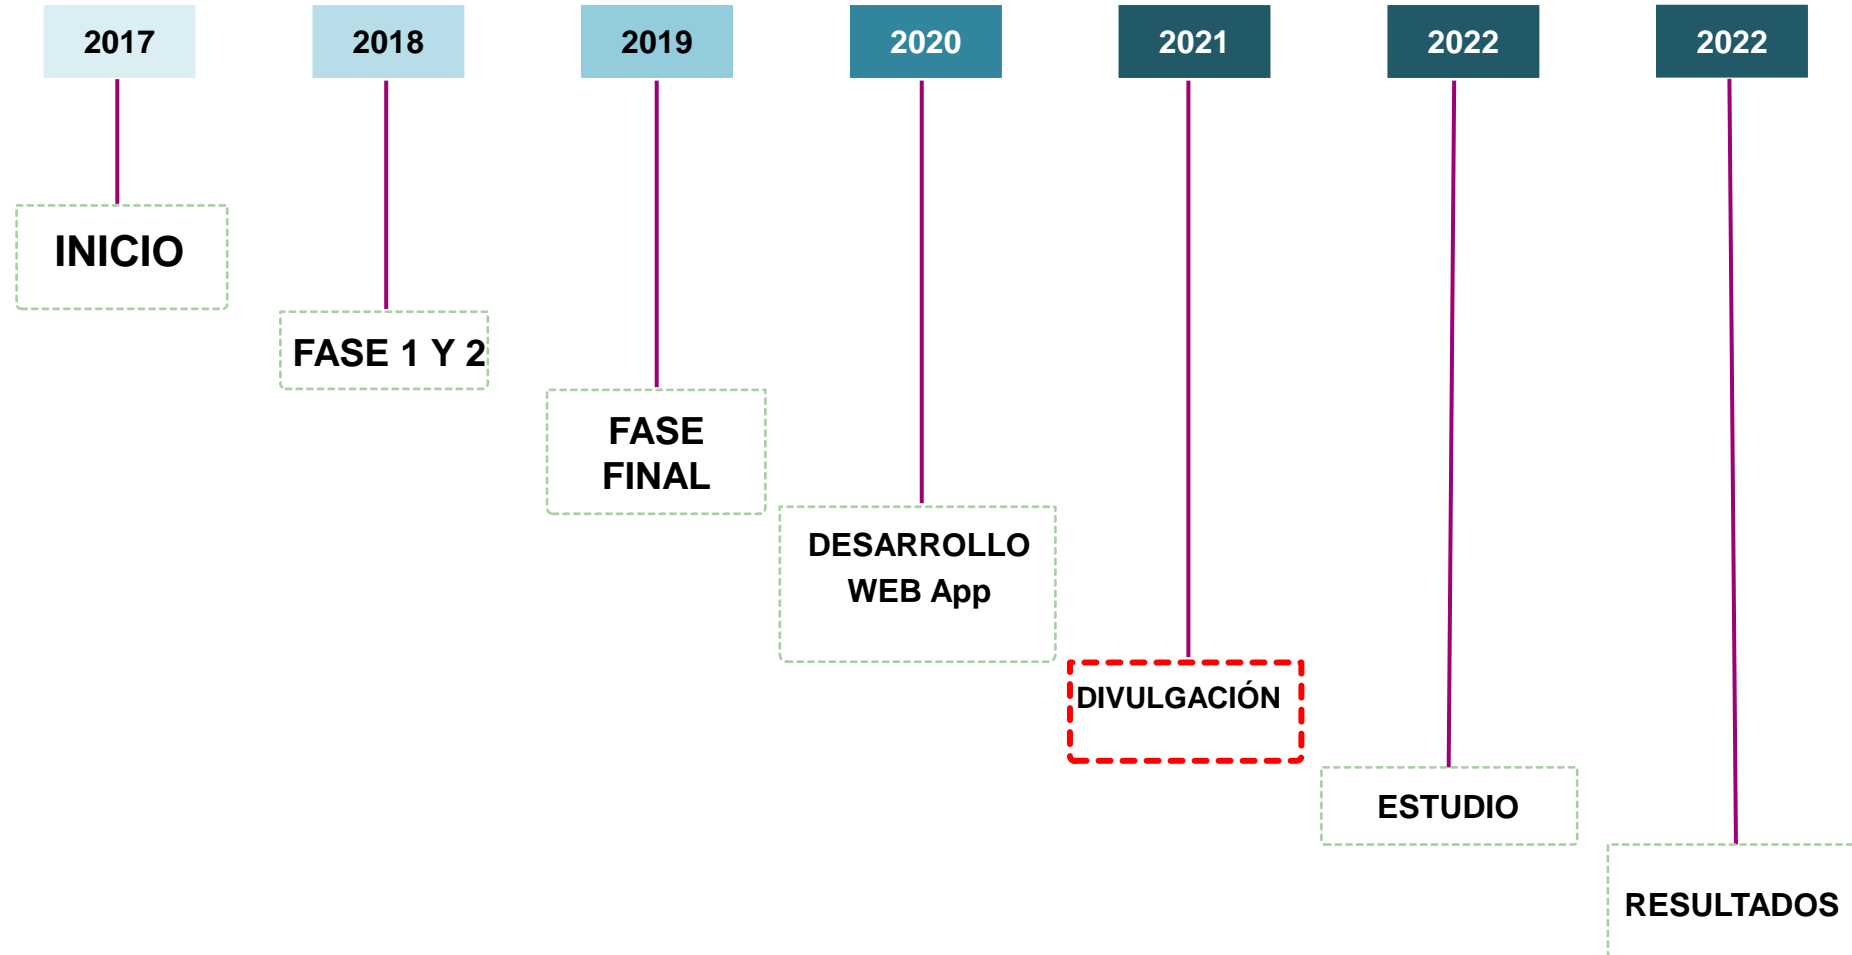 2017
2018
2019
2020
2021
2022
2022
INICIO
FASE 1 Y 2
FASE
FINAL
DESARROLLO
WEB App
DIVULGACIÓN
ESTUDIO
RESULTADOS